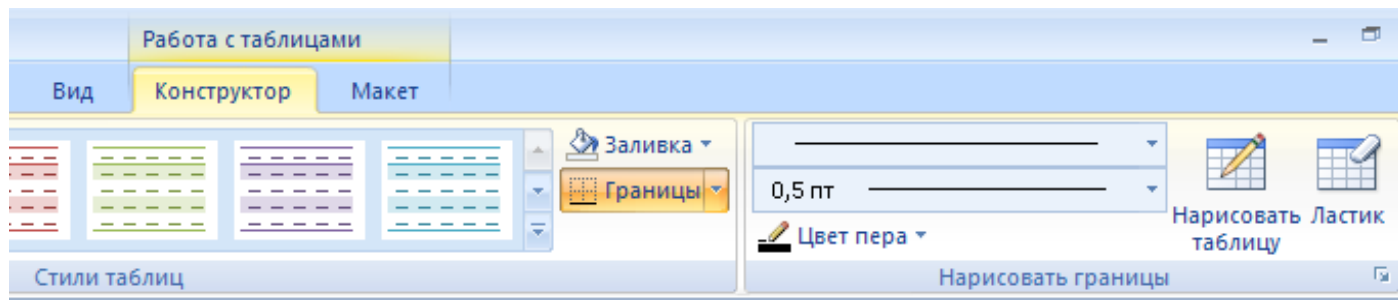 Работа с таблицами
Вид Конструктор Макет
Заливка
Границы
0,5 пт
Цвет пера
Нарисовать таблицу
Ластик
Стили таблиц
Нарисовать границы